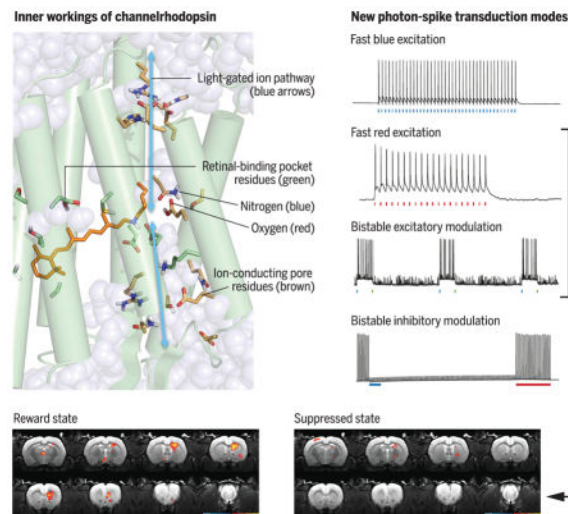 Inner workings of channelrhodopsin
Light-gated ion pathway
(blue arrows)
Retinal-binding pocket
residues (green)
Nitrogen (blue)
Oxygen (red)
Ion-conducting pore
residues (brown)
New photon-spike transduction modes
Fast blue excitation
Fast red excitation
Bistable excitatory modulation
Bistable inhibitory modulation
Reward state
Suppressed state